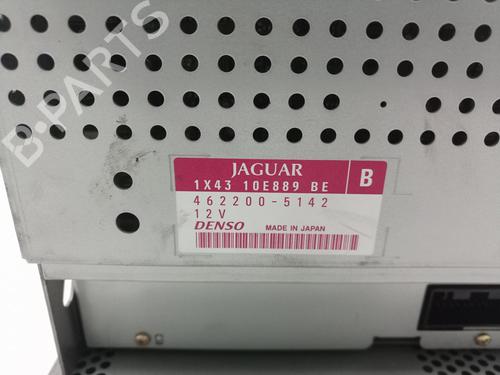 B-PARTS
JAGUAR
B
1X43 10E889 BE
462200-5142
12V
DENSO MADE IN JAPAN